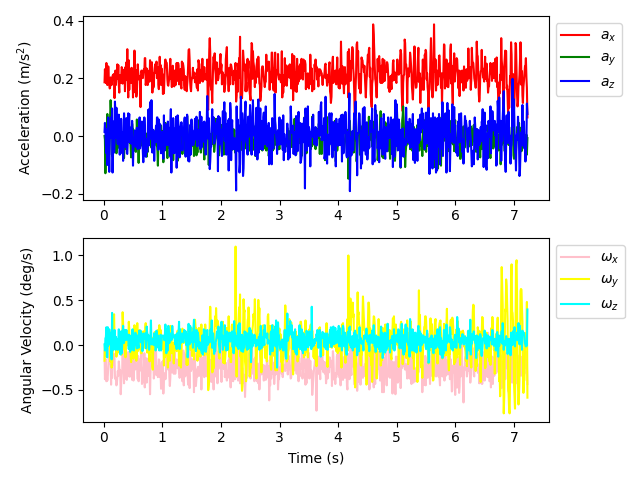 Acceleration (m/s²)
0.4
0.2
0.0
−0.2
0 1 2 3 4 5 6 7
aₓ
a_y
a_z
Angular Velocity (deg/s)
1.0
0.5
0.0
−0.5
0 1 2 3 4 5 6 7
Time (s)
ωₓ
ω_y
ω_z